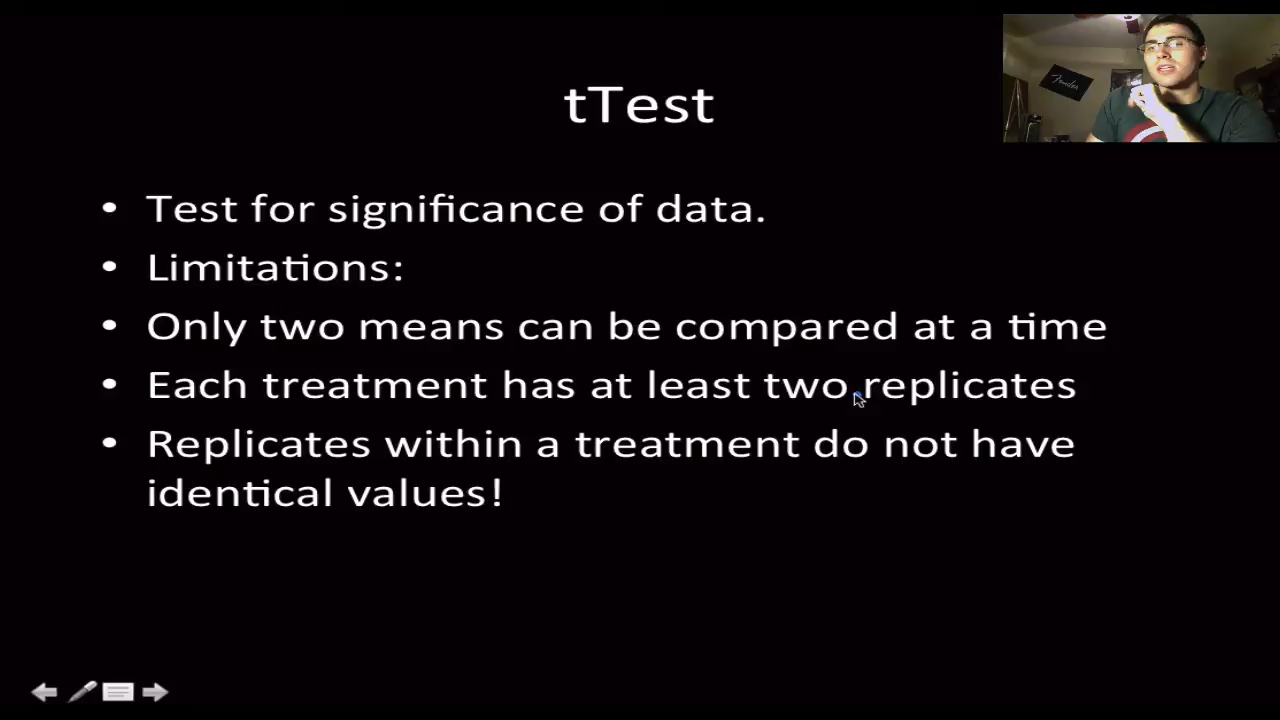 tTest
Fender
• Test for significance of data.
• Limitations:
• Only two means can be compared at a time
• Each treatment has at least two replicates
• Replicates within a treatment do not have
identical values!